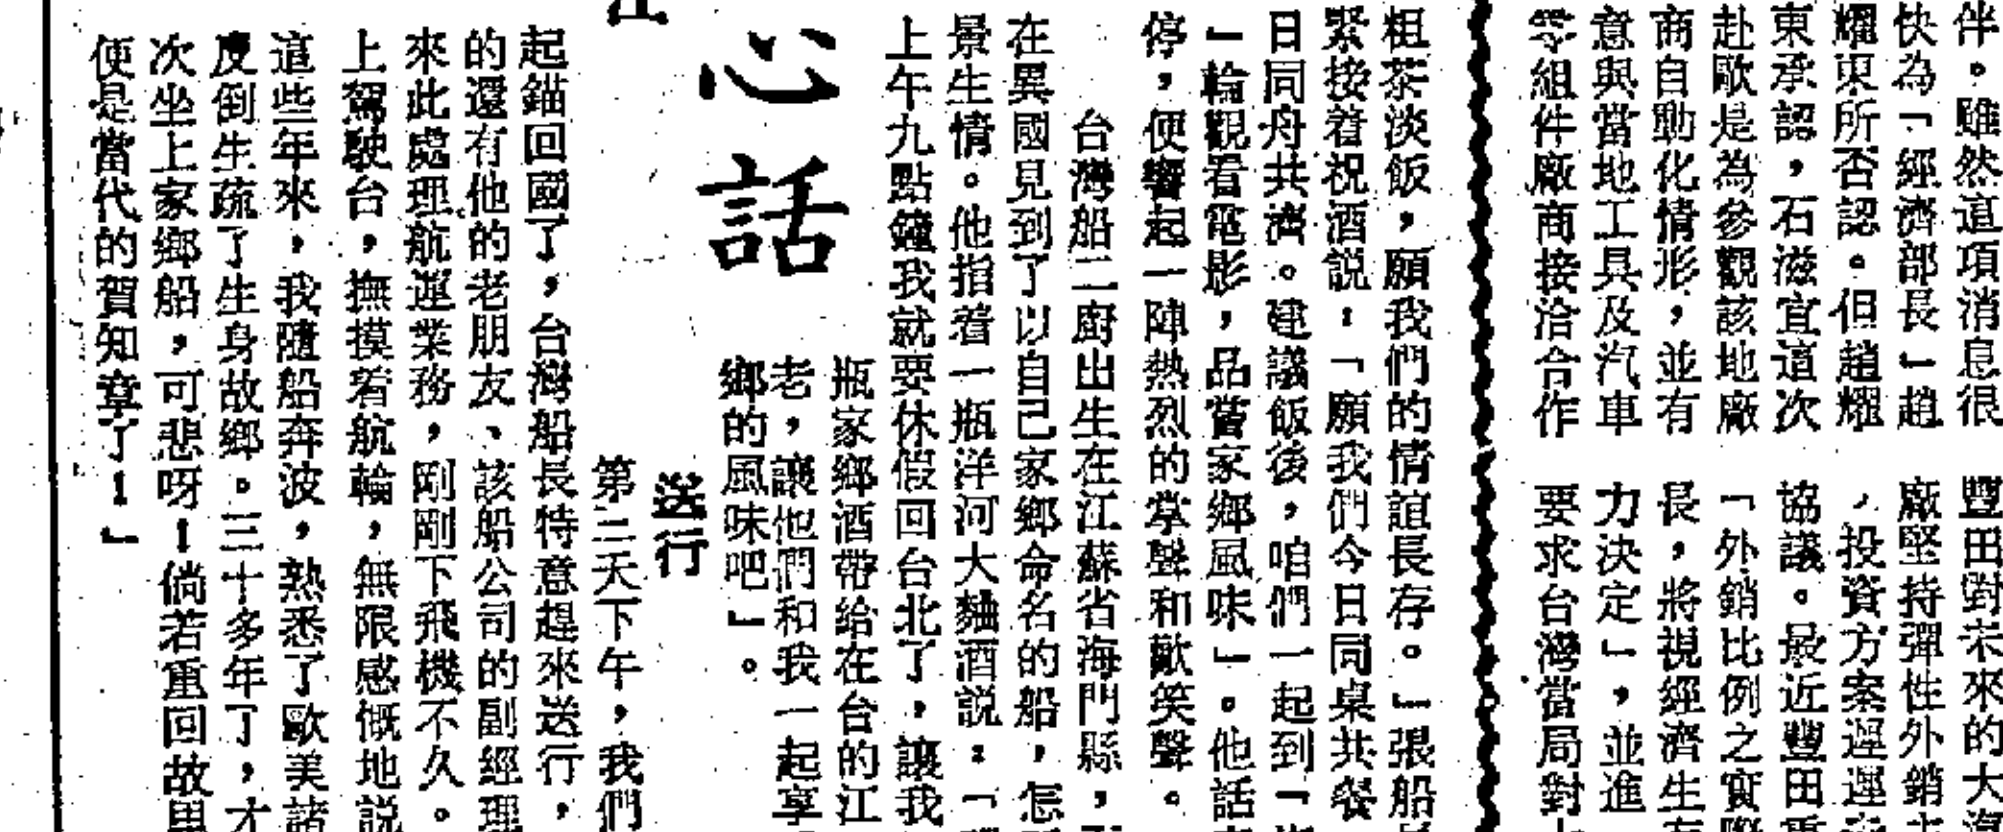 伴。雖然這項消息很
快為「經濟部長」趙
耀東所否認。但趙耀
東承認，石滋宜這次
赴歐是為參觀該地廠
商自動化情形，並有
意與當地工具及汽車
零組件廠商接洽合作
豐田對未來的大汽
廠堅持彈性外銷
，投資方案遲遲
協議。最近豐田重
「外銷比例之實際
長，將視經濟生
力決定」，並進
要求台灣當局對
粗茶淡飯，願我們的情誼長存。」張船
緊接着祝酒説：「願我們今日同桌共餐
日同舟共濟。建議飯後，咱們一起到「
」輪觀看電影，品嘗家鄉風味」。他話
停，便響起一陣熱烈的掌聲和歡笑聲。
台灣船二廚出生在江蘇省海門縣，
在異國見到了以自己家鄉命名的船，怎
景生情。他指着一瓶洋河大麯酒説：「
上午九點鐘我就要休假回台北了，讓我
瓶家鄉酒帶给在台的江
老，讓他們和我一起享
鄉的風味吧」。
江
心話
送行
第三天下午，我們
起錨回國了，台灣船長特意趕來送行，
的還有他的老朋友、該船公司的副經理
來此處理航運業務，剛剛下飛機不久。
上駕駛台，撫摸着航輪，無限感慨地説
這些年來，我隨船奔波，熟悉了歐美諸
度倒生疏了生身故鄉。三十多年了，才
次坐上家鄉船，可悲呀！倘若重回故里
便是當代的賀知章了！」